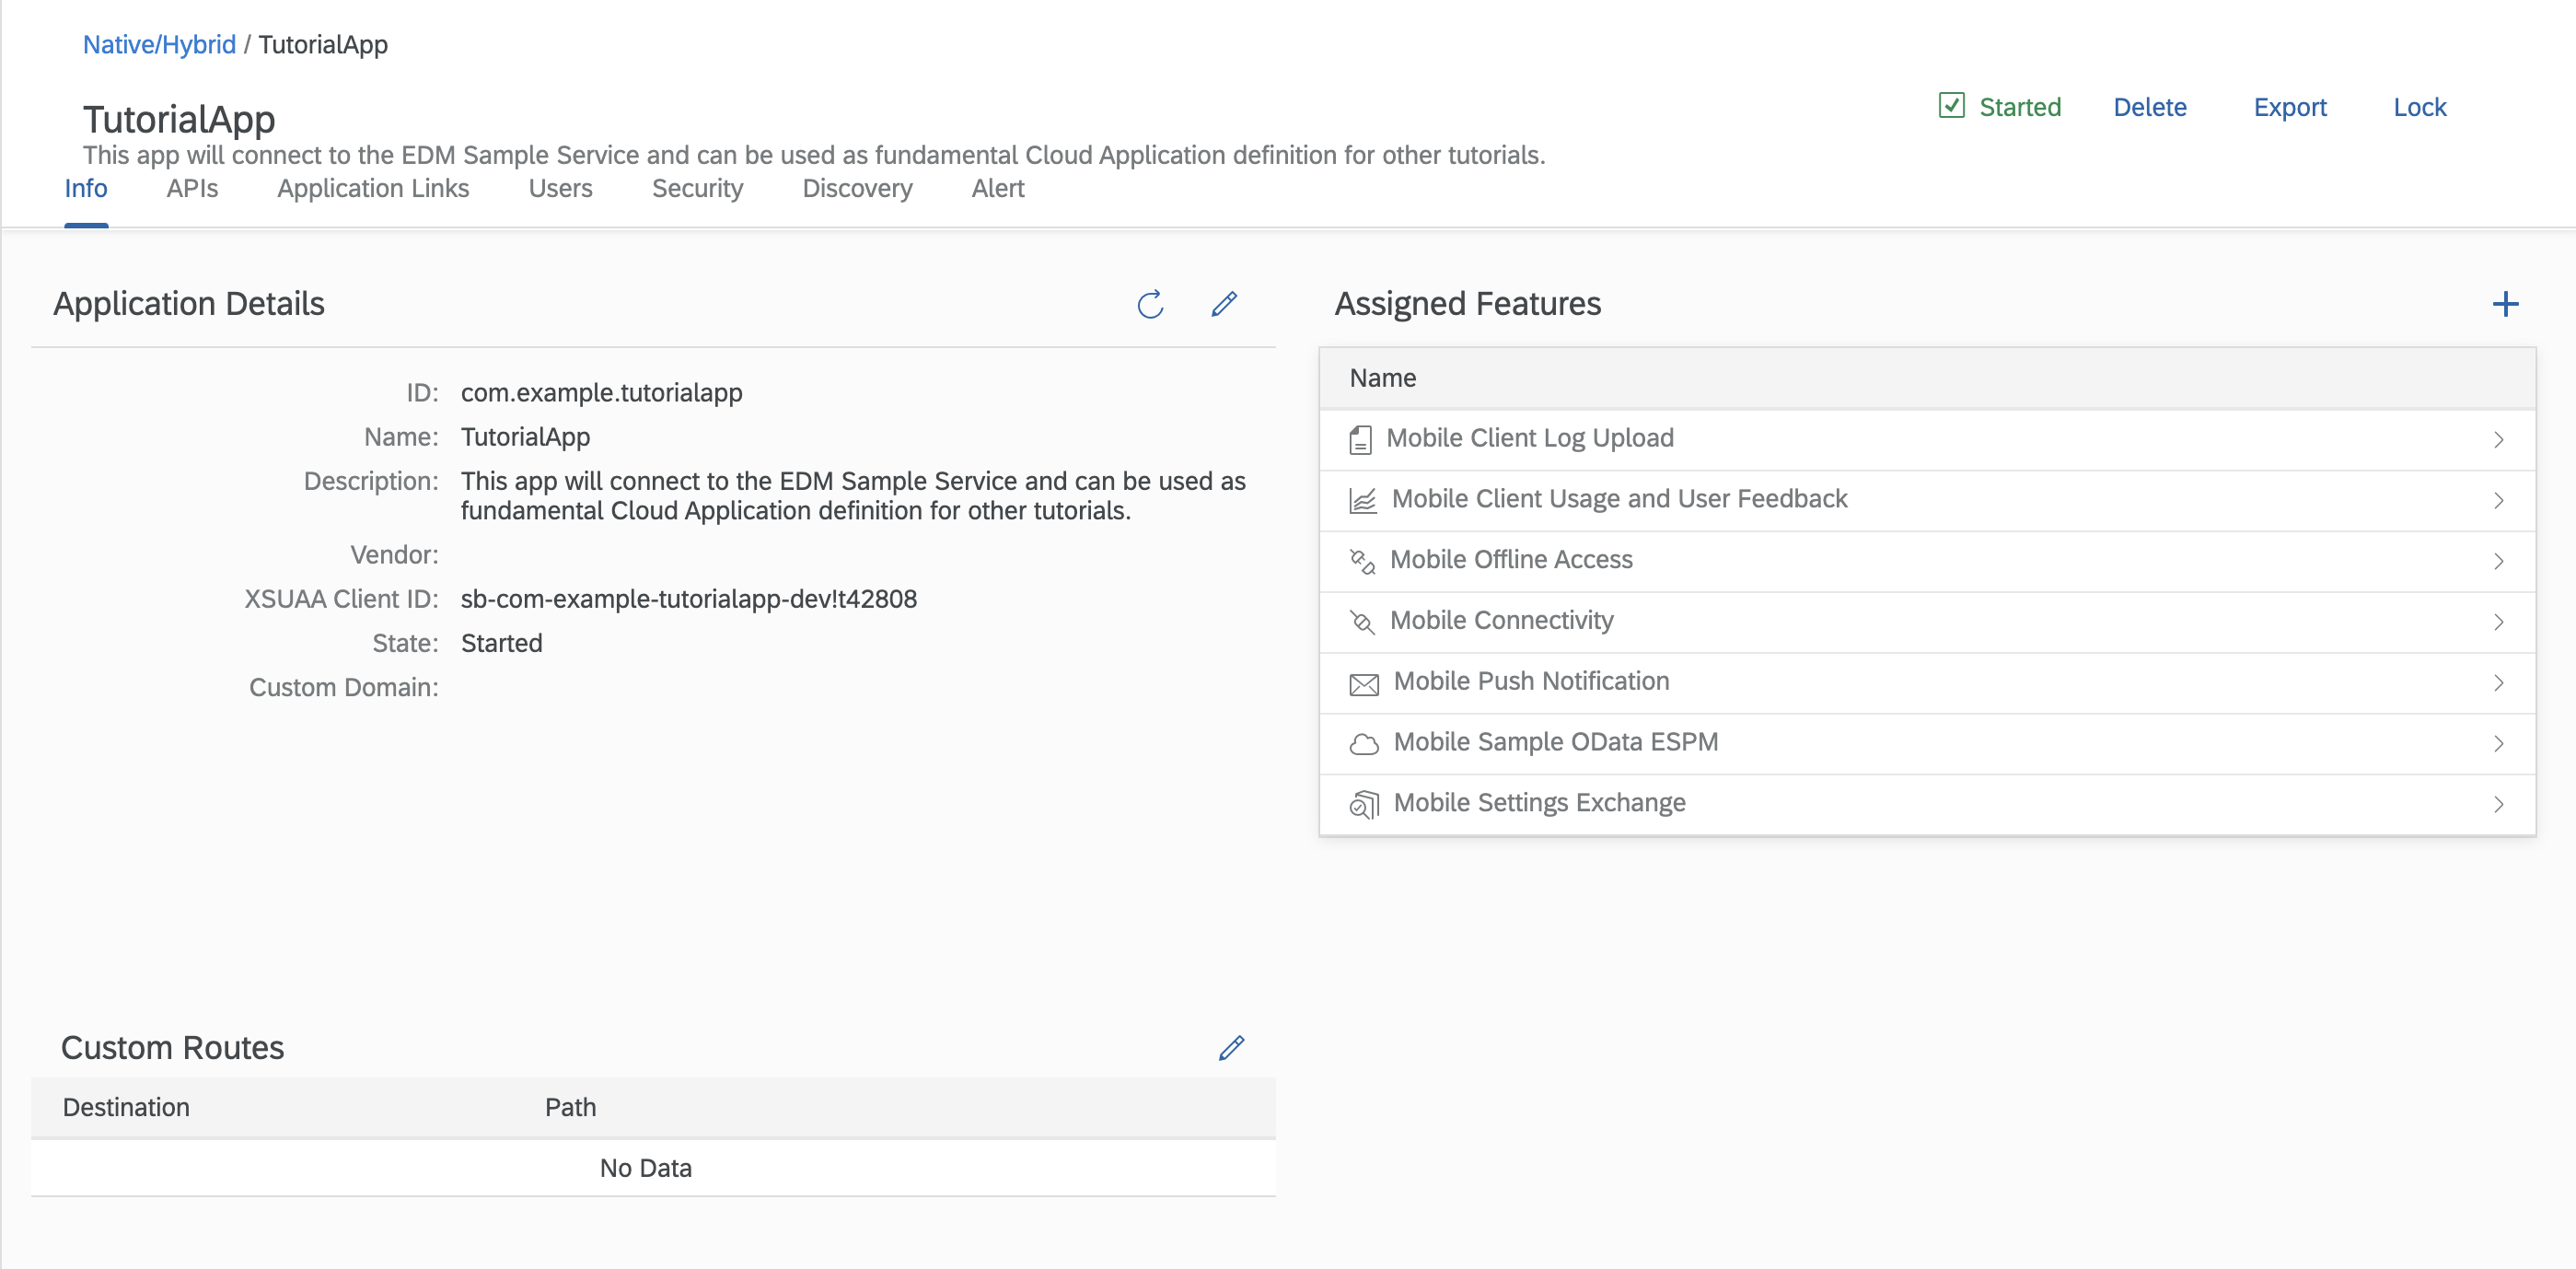 Native/Hybrid / TutorialApp
TutorialApp
Started
Delete
Export
Lock
This app will connect to the EDM Sample Service and can be used as fundamental Cloud Application definition for other tutorials.
Info
APIs
Application Links
Users
Security
Discovery
Alert
Application Details
ID: com.example.tutorialapp
Name: TutorialApp
Description: This app will connect to the EDM Sample Service and can be used as
fundamental Cloud Application definition for other tutorials.
Vendor:
XSUAA Client ID: sb-com-example-tutorialapp-dev!t42808
State: Started
Custom Domain:
Assigned Features
Name
Mobile Client Log Upload
Mobile Client Usage and User Feedback
Mobile Offline Access
Mobile Connectivity
Mobile Push Notification
Mobile Sample OData ESPM
Mobile Settings Exchange
Custom Routes
Destination
Path
No Data